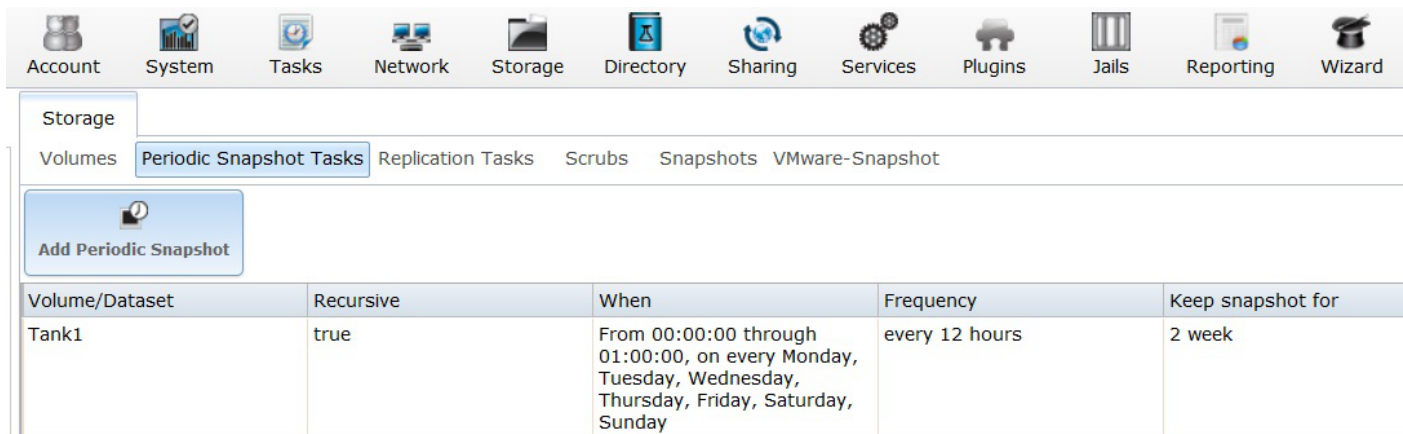 Account System Tasks Network Storage Directory Sharing Services Plugins Jails Reporting Wizard
Storage
Volumes Periodic Snapshot Tasks Replication Tasks Scrubs Snapshots VMware-Snapshot
Add Periodic Snapshot
Volume/Dataset Recursive When Frequency Keep snapshot for
Tank1 true From 00:00:00 through every 12 hours 2 week
01:00:00, on every Monday,
Tuesday, Wednesday,
Thursday, Friday, Saturday,
Sunday